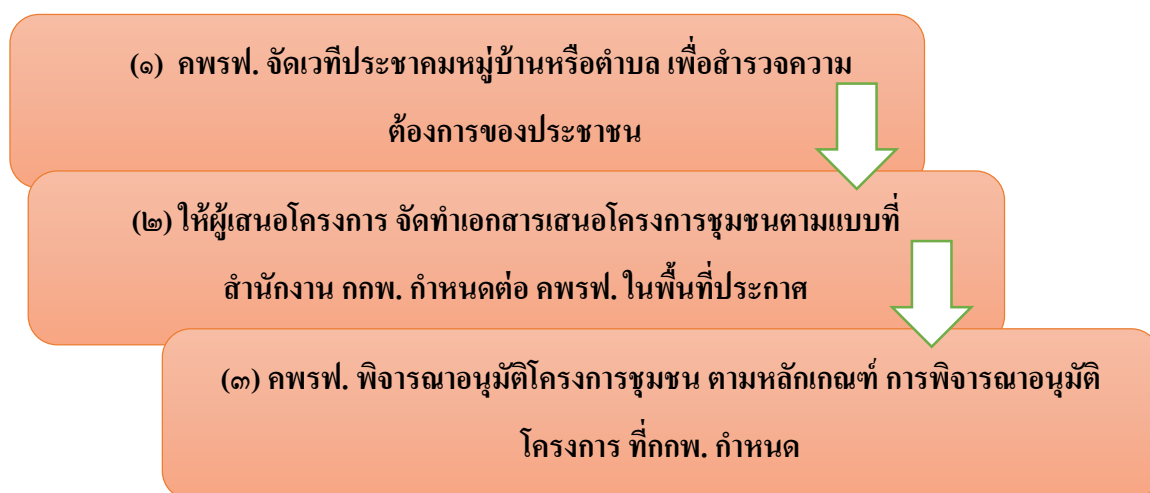 (๑) คพรฟ. จัดเวทีประชาคมหมู่บ้านหรือตำบล เพื่อสำรวจความ
ต้องการของประชาชน
(๒) ให้ผู้เสนอโครงการ จัดทำเอกสารเสนอโครงการชุมชนตามแบบที่
สำนักงาน กกพ. กำหนดต่อ คพรฟ. ในพื้นที่ประกาศ
(๓) คพรฟ. พิจารณาอนุมัติโครงการชุมชน ตามหลักเกณฑ์ การพิจารณาอนุมัติ
โครงการ ที่กกพ. กำหนด